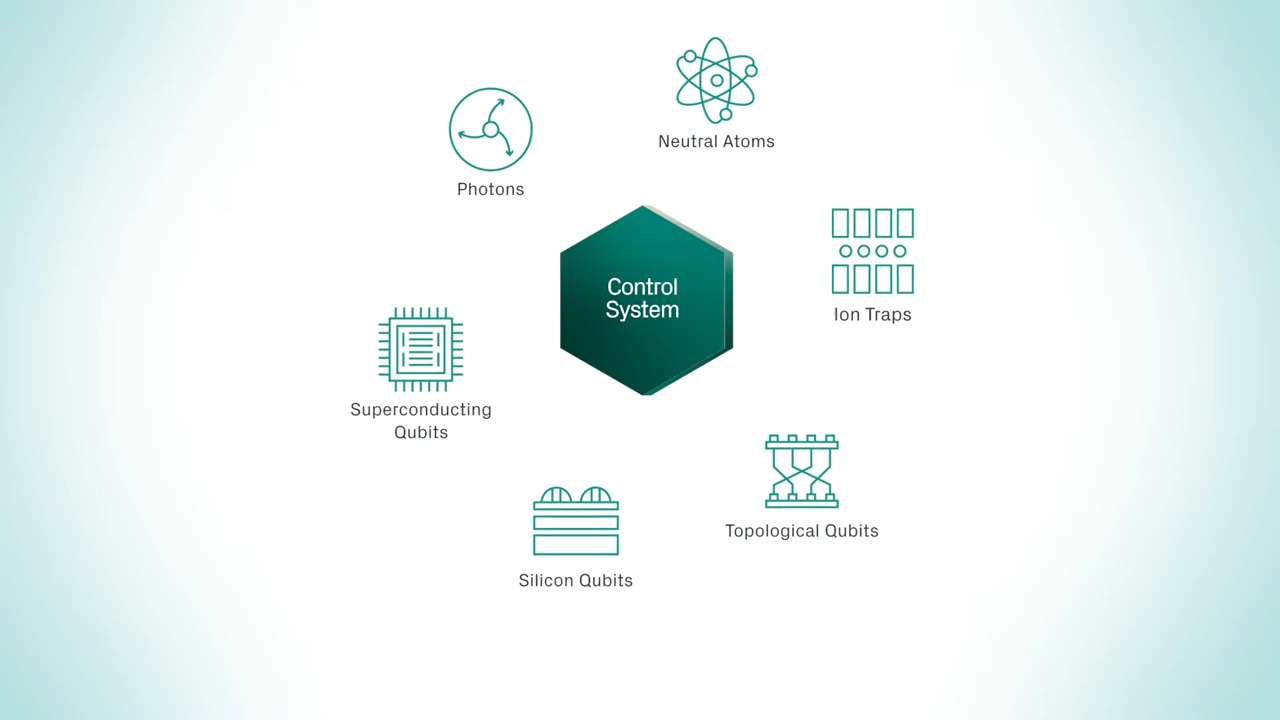 Neutral Atoms
Photons
Control
System
Ion Traps
Superconducting
Qubits
Topological Qubits
Silicon Qubits